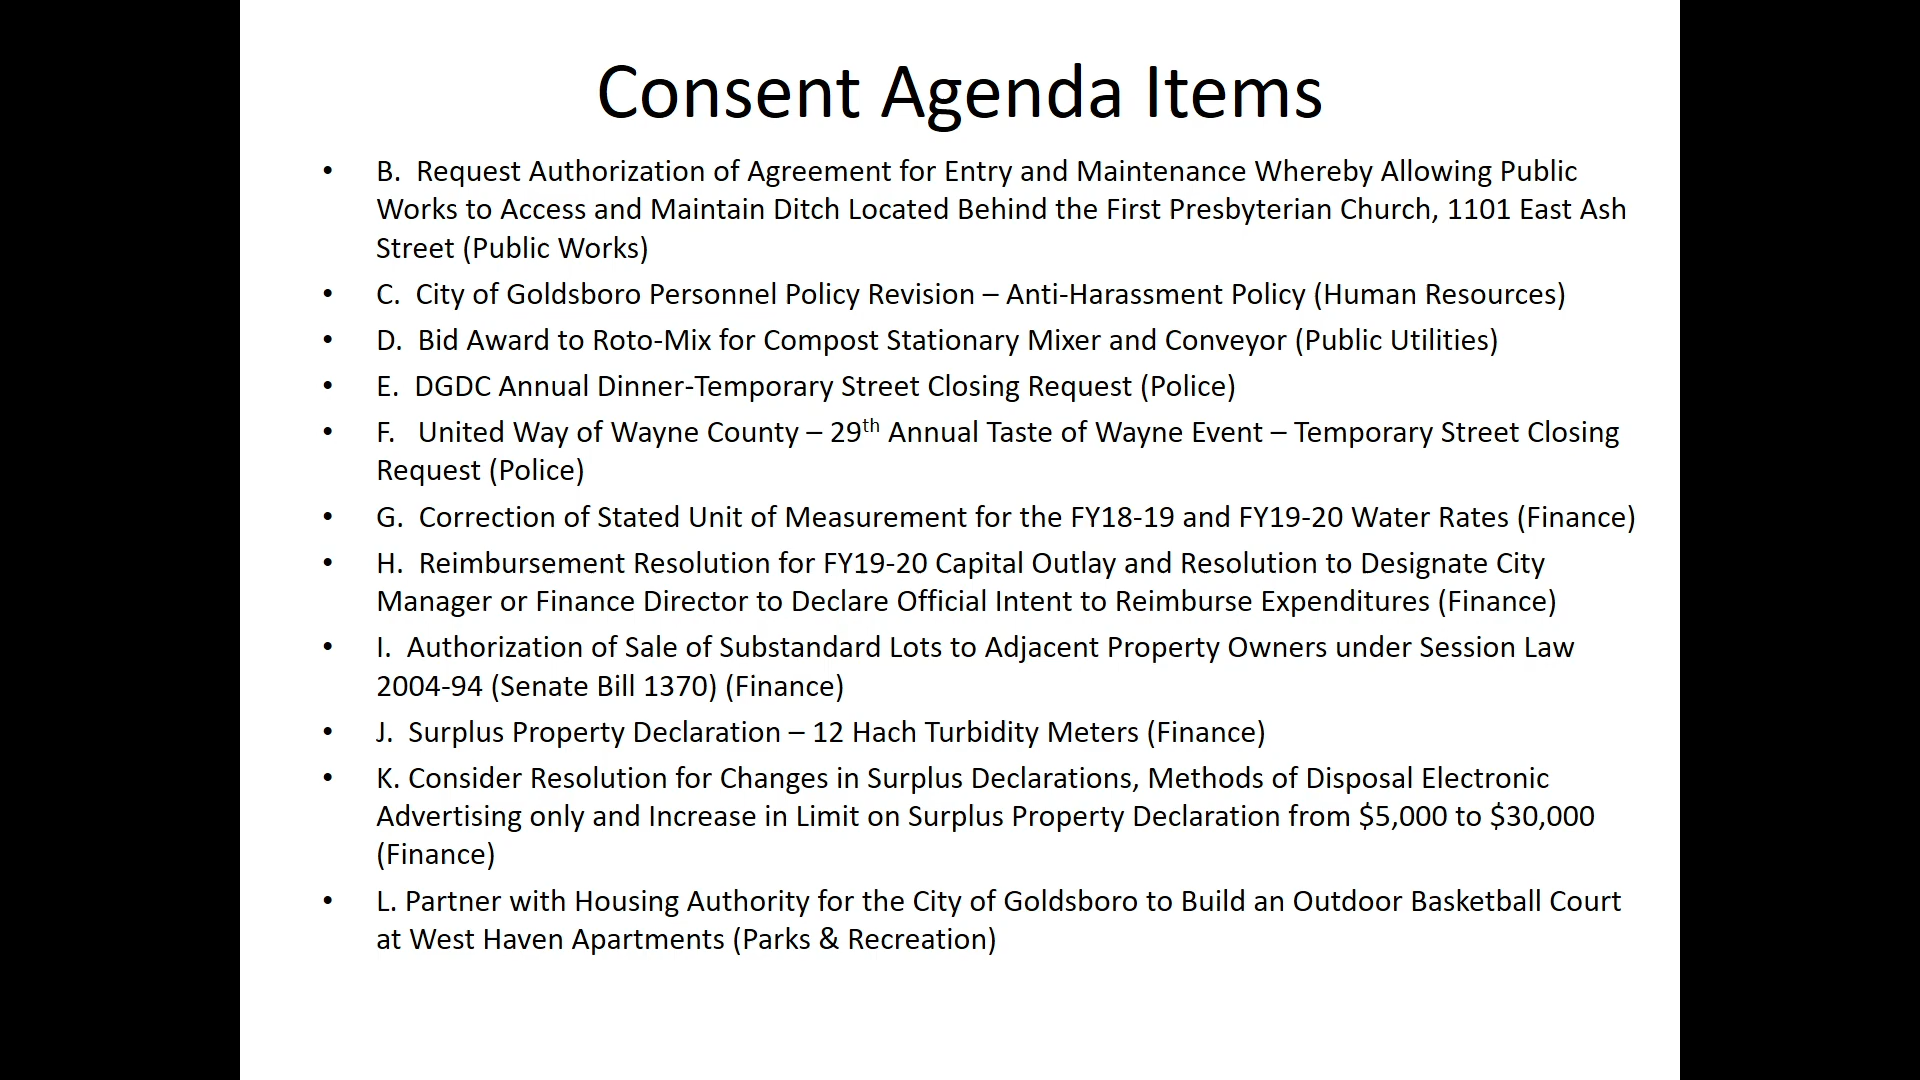 Consent Agenda Items
• B. Request Authorization of Agreement for Entry and Maintenance Whereby Allowing Public
Works to Access and Maintain Ditch Located Behind the First Presbyterian Church, 1101 East Ash
Street (Public Works)
• C. City of Goldsboro Personnel Policy Revision – Anti-Harassment Policy (Human Resources)
• D. Bid Award to Roto-Mix for Compost Stationary Mixer and Conveyor (Public Utilities)
• E. DGDC Annual Dinner-Temporary Street Closing Request (Police)
• F. United Way of Wayne County – 29th Annual Taste of Wayne Event – Temporary Street Closing
Request (Police)
• G. Correction of Stated Unit of Measurement for the FY18-19 and FY19-20 Water Rates (Finance)
• H. Reimbursement Resolution for FY19-20 Capital Outlay and Resolution to Designate City
Manager or Finance Director to Declare Official Intent to Reimburse Expenditures (Finance)
• I. Authorization of Sale of Substandard Lots to Adjacent Property Owners under Session Law
2004-94 (Senate Bill 1370) (Finance)
• J. Surplus Property Declaration – 12 Hach Turbidity Meters (Finance)
• K. Consider Resolution for Changes in Surplus Declarations, Methods of Disposal Electronic
Advertising only and Increase in Limit on Surplus Property Declaration from $5,000 to $30,000
(Finance)
• L. Partner with Housing Authority for the City of Goldsboro to Build an Outdoor Basketball Court
at West Haven Apartments (Parks & Recreation)